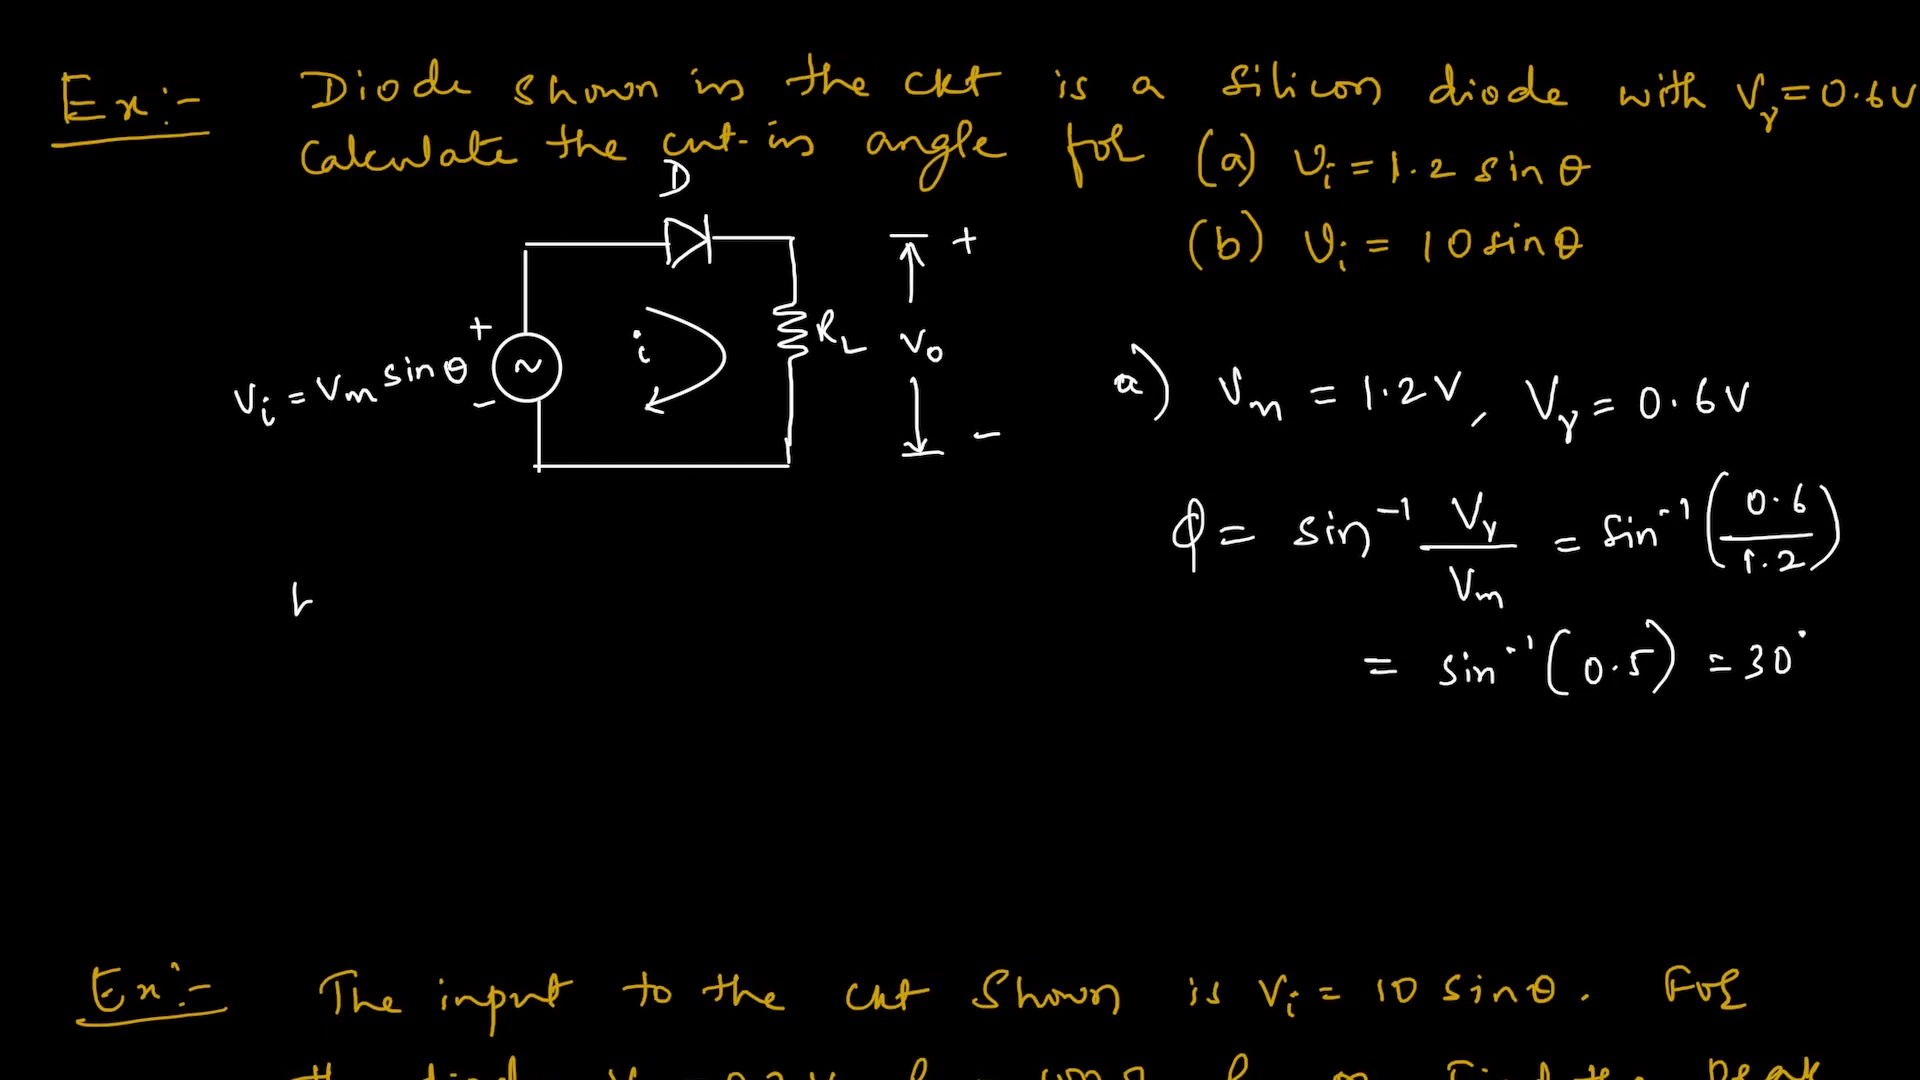 Ex:- Diode shown in the ckt is a silicon diode with Vγ = 0.6V
Calculate the cut-in angle for (a) Vi = 1.2 sin θ
(b) Vi = 10 sin θ
D
+
Vi = Vm sin θ
-
~
i
RL
+
Vo
-
a) Vm = 1.2V, Vγ = 0.6V
φ = sin⁻¹ Vγ/Vm = sin⁻¹(0.6/1.2)
= sin⁻¹(0.5) = 30°
Ex:- The input to the ckt shown is Vi = 10 sin θ. For